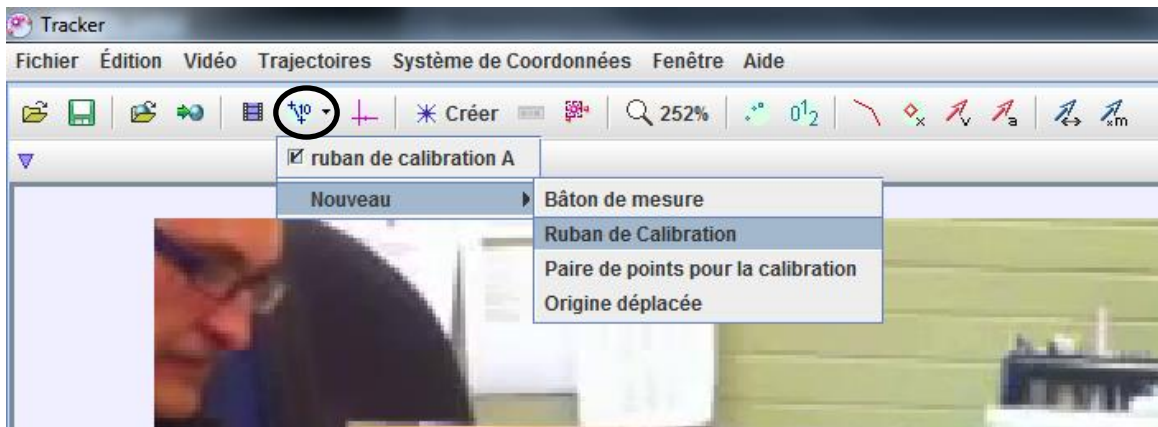 Tracker
Fichier Édition Vidéo Trajectoires Système de Coordonnées Fenêtre Aide
Créer 252%
ruban de calibration A
Nouveau
Bâton de mesure
Ruban de Calibration
Paire de points pour la calibration
Origine déplacée